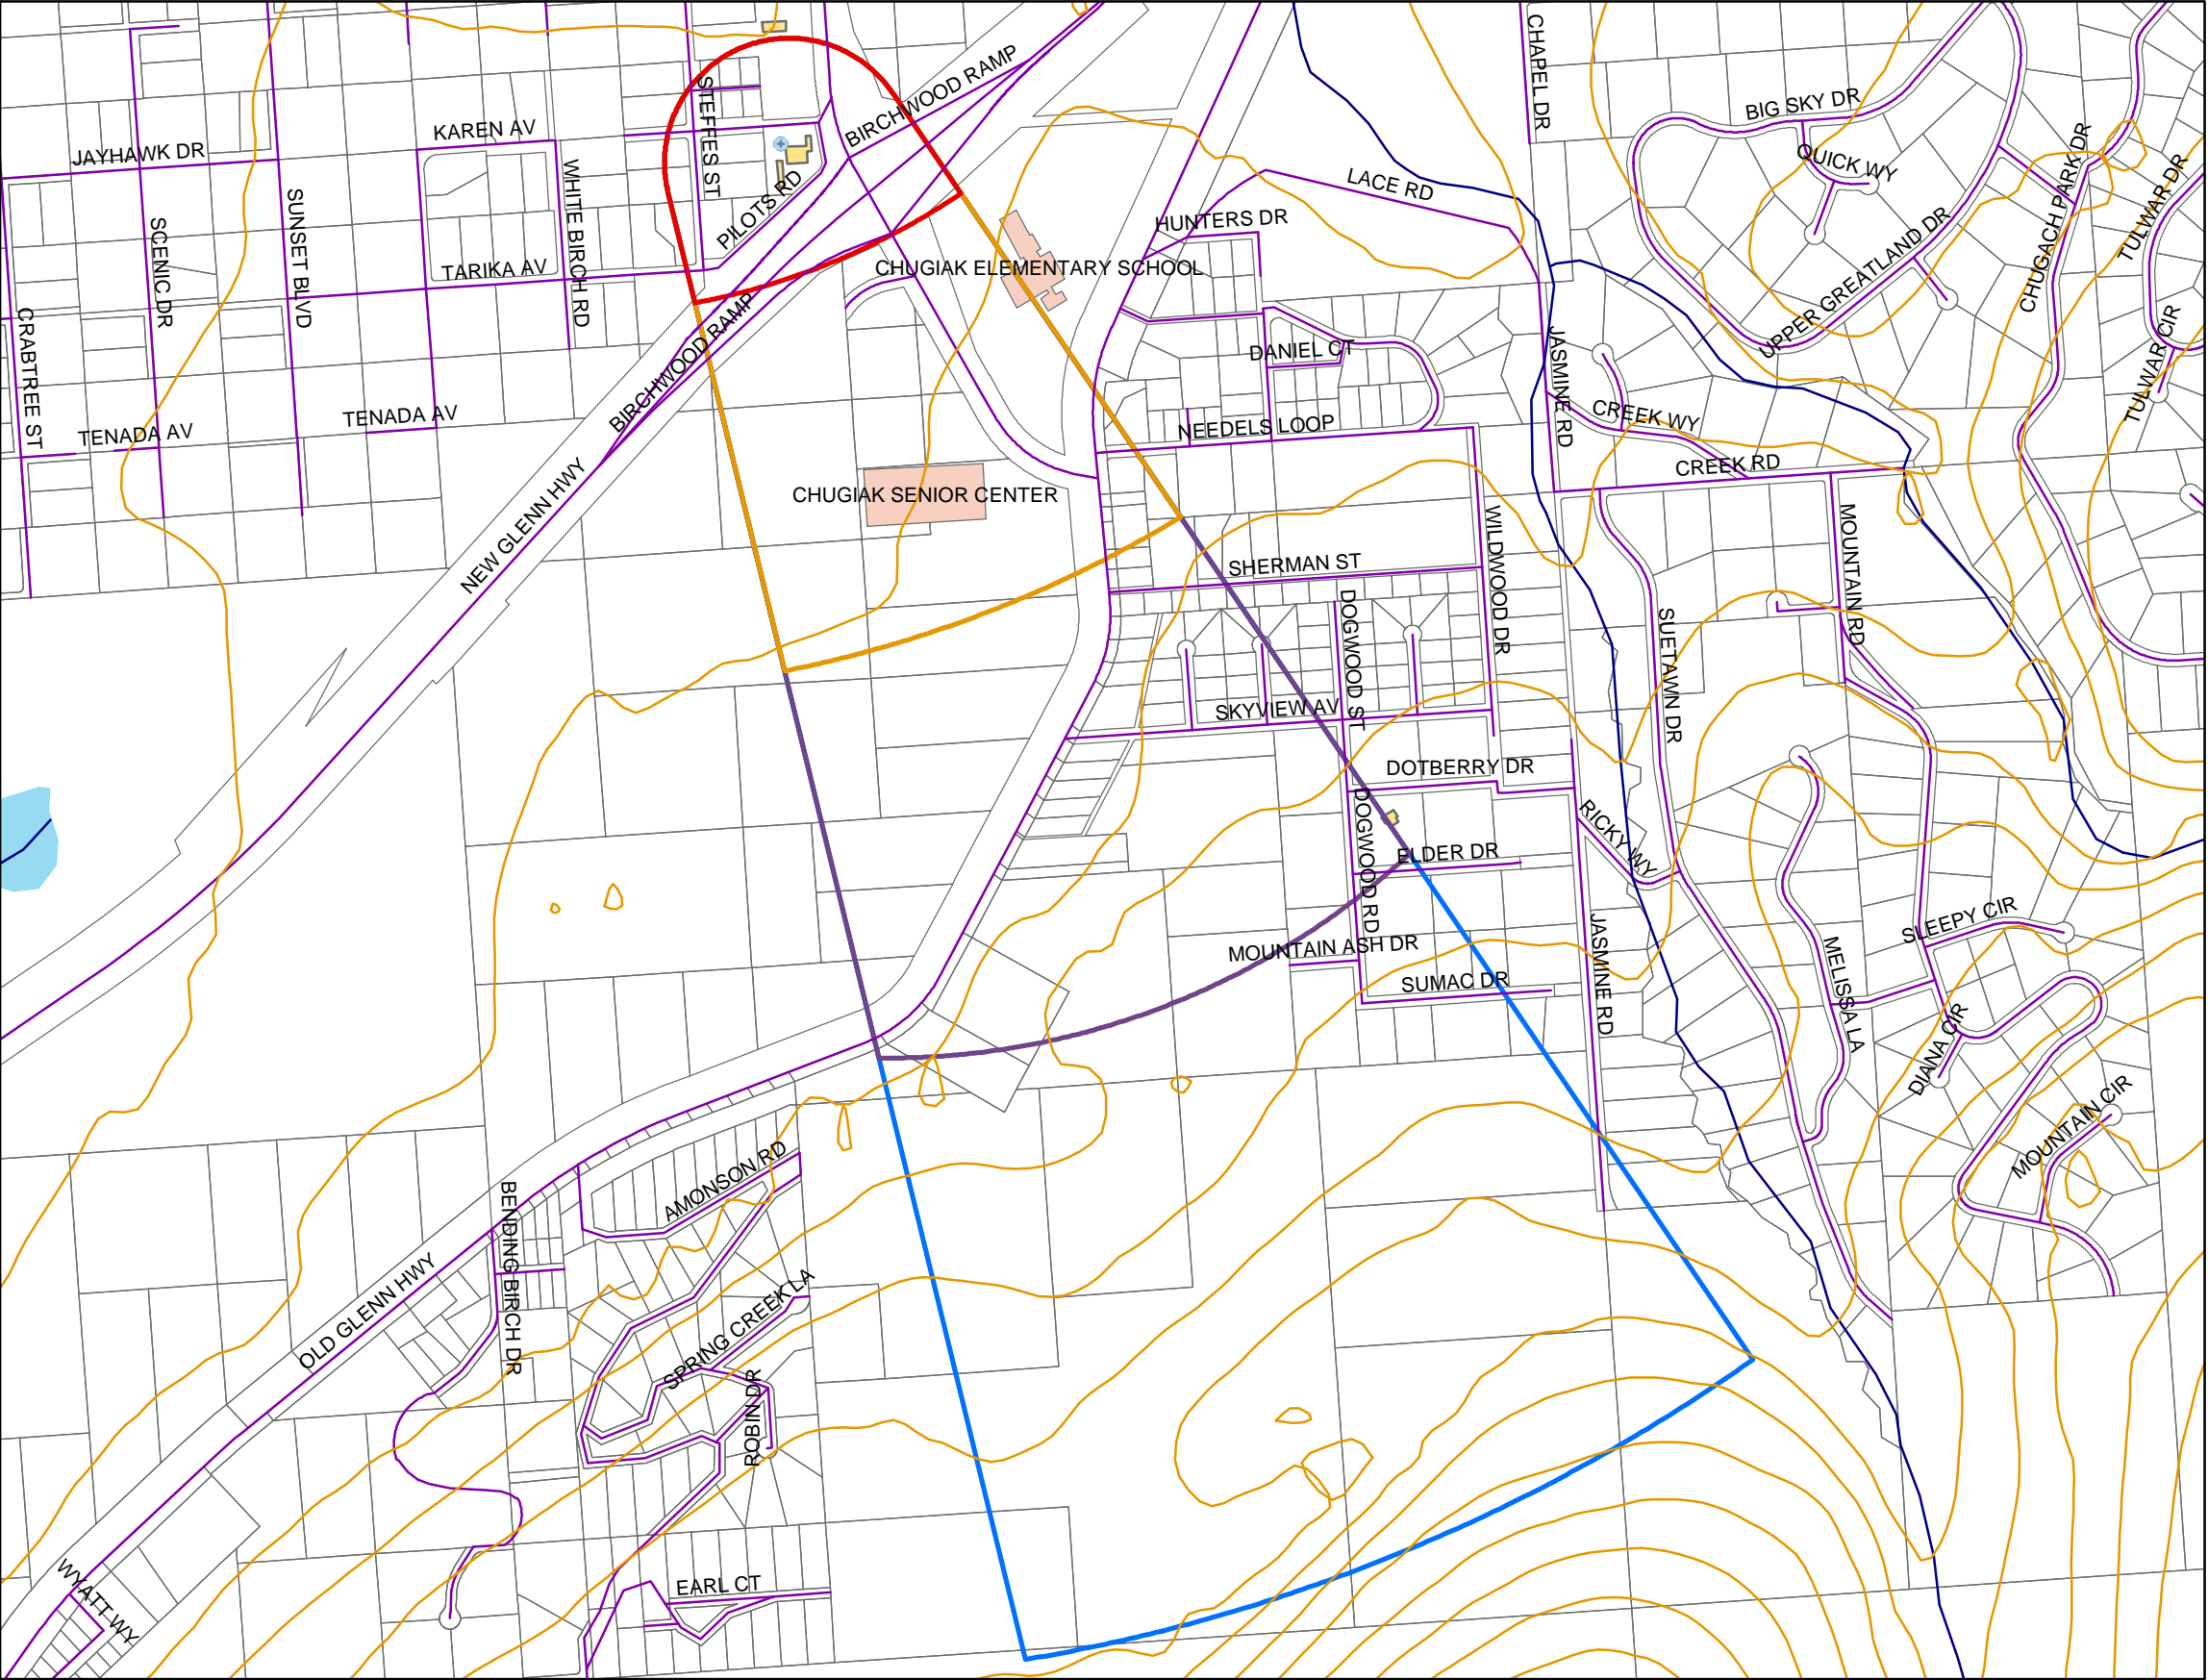 CHAPEL DR
BIRCHWOOD RAMP
BIG SKY DR
STEFFES ST
KAREN AV
JAYHAWK DR
QUICK WY
CHUGACH PARK DR
TULWAR DR
WHITE BIRCH RD
PILOTS RD
LACE RD
SUNSET BLVD
SCENIC DR
HUNTERS DR
UPPER GREATLAND DR
TARIKA AV
CHUGIAK ELEMENTARY SCHOOL
CRABTREE ST
BIRCHWOOD RAMP
DANIEL CT
JASMINE RD
TULWAR CIR
TENADA AV
TENADA AV
NEEDELS LOOP
CREEK WY
CREEK RD
NEW GLENN HWY
CHUGIAK SENIOR CENTER
WILDWOOD DR
MOUNTAIN RD
SHERMAN ST
DOGWOOD ST
SUETAWN DR
SKYVIEW AV
DOTBERRY DR
DOGWOOD RD
RICKY WY
ELDER DR
SLEEPY CIR
MOUNTAIN ASH DR
JASMINE RD
MELISSA LA
SUMAC DR
DIANA CIR
MOUNTAIN CIR
AMONSON RD
BENDING BIRCH DR
OLD GLENN HWY
SPRING CREEK LA
ROBIN DR
EARL CT
WYATT WY